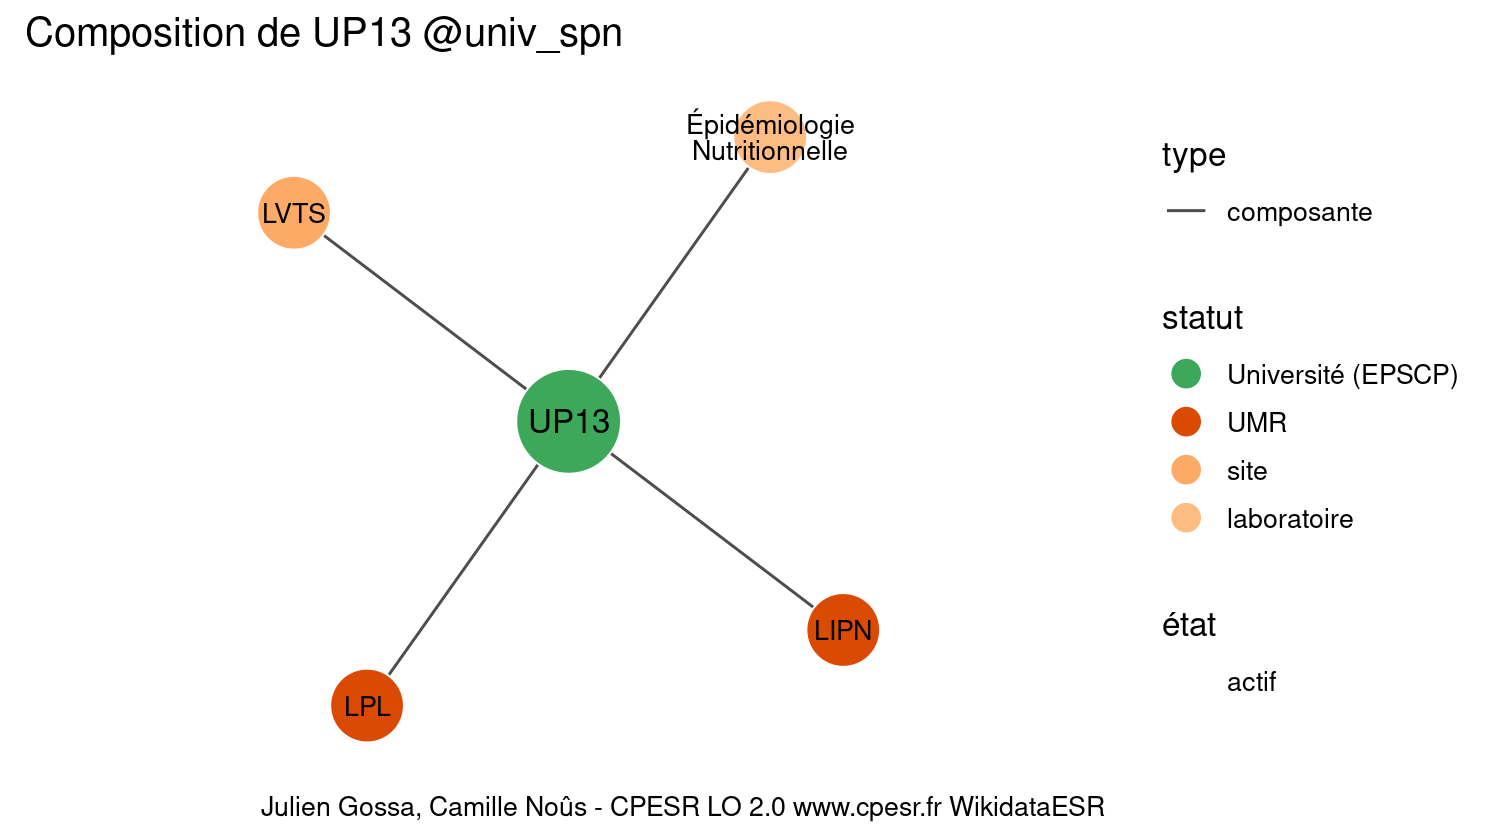 Composition de UP13 @univ_spn
Épidémiologie
Nutritionnelle
LVTS
UP13
LIPN
LPL
type
composante
statut
Université (EPSCP)
UMR
site
laboratoire
état
actif
Julien Gossa, Camille Noûs - CPESR LO 2.0 www.cpesr.fr WikidataESR